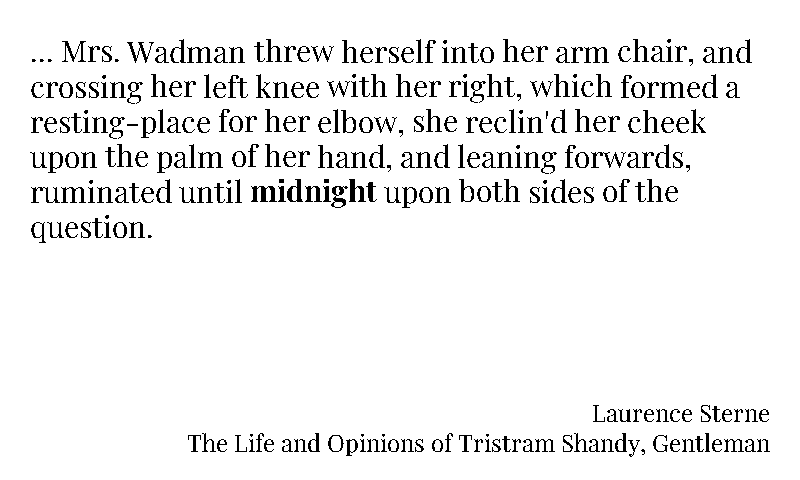 ... Mrs. Wadman threw herself into her arm chair, and
crossing her left knee with her right, which formed a
resting-place for her elbow, she reclin'd her cheek
upon the palm of her hand, and leaning forwards,
ruminated until midnight upon both sides of the
question.
Laurence Sterne
The Life and Opinions of Tristram Shandy, Gentleman